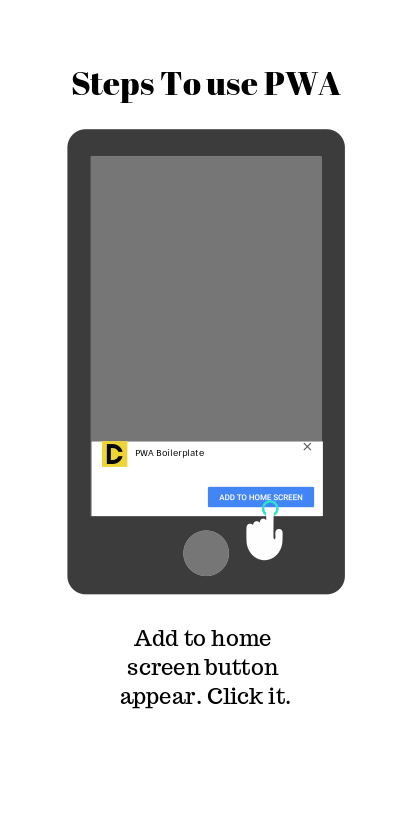 Steps To use PWA
PWA Boilerplate
ADD TO HOME SCREEN
Add to home
screen button
appear. Click it.